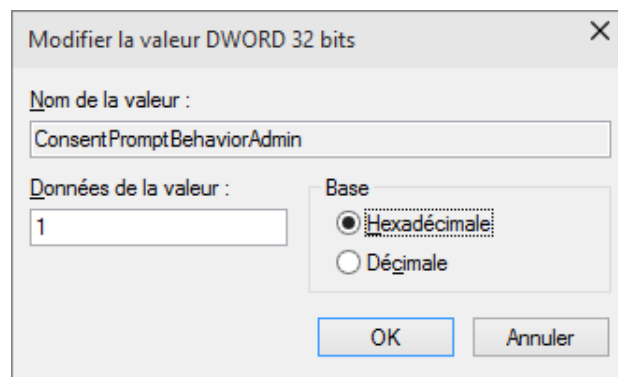 Modifier la valeur DWORD 32 bits
Nom de la valeur :
ConsentPromptBehaviorAdmin
Données de la valeur :
1
Base
Hexadécimale
Décimale
OK
Annuler